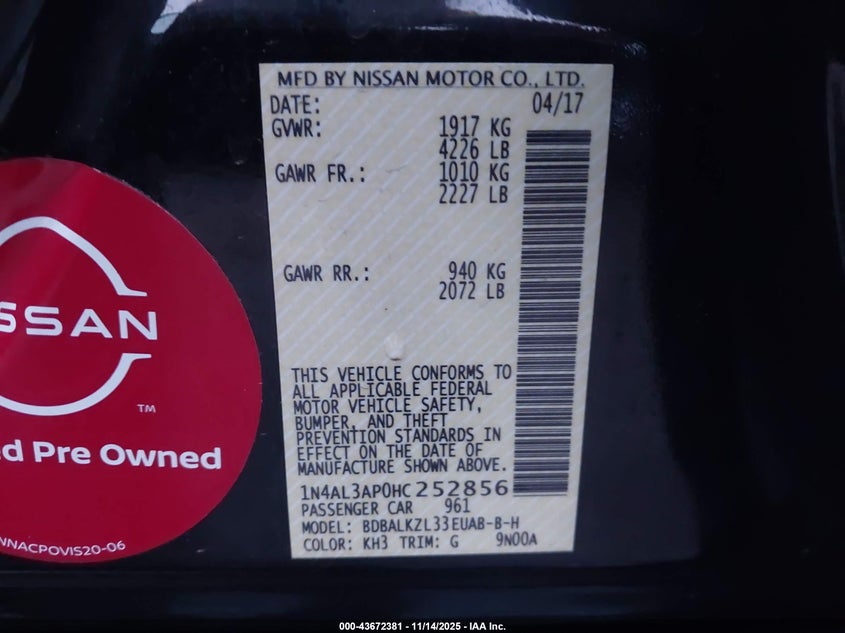 MFD BY NISSAN MOTOR CO., LTD.
DATE: 04/17
GVWR: 1917 KG
4226 LB
GAWR FR.: 1010 KG
2227 LB
GAWR RR.: 940 KG
2072 LB
THIS VEHICLE CONFORMS TO
ALL APPLICABLE FEDERAL
MOTOR VEHICLE SAFETY,
BUMPER, AND THEFT
PREVENTION STANDARDS IN
EFFECT ON THE DATE OF
MANUFACTURE SHOWN ABOVE.
1N4AL3AP0HC252856
PASSENGER CAR 961
MODEL: BDBALKZL33EUAB-B-H
COLOR: KH3 TRIM: G 9N00A
SSAN
TM
d Pre Owned
NNACPOVIS20-06
000-43672381 - 11/14/2025 - IAA Inc.